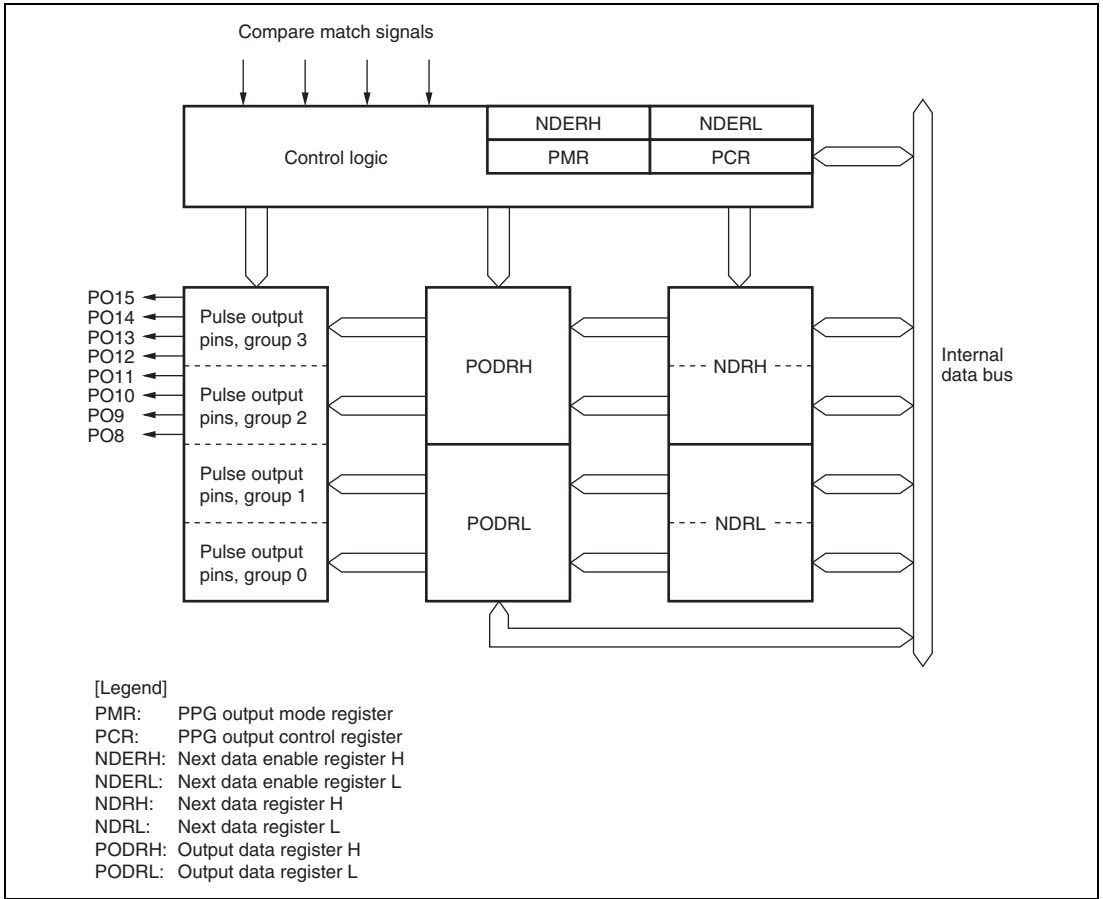 Compare match signals
NDERH
NDERL
Control logic
PMR
PCR
PO15
PO14
PO13
PO12
PO11
PO10
PO9
PO8
Pulse output
pins, group 3
Pulse output
pins, group 2
Pulse output
pins, group 1
Pulse output
pins, group 0
PODRH
PODRL
NDRH
NDRL
Internal
data bus
[Legend]
PMR: PPG output mode register
PCR: PPG output control register
NDERH: Next data enable register H
NDERL: Next data enable register L
NDRH: Next data register H
NDRL: Next data register L
PODRH: Output data register H
PODRL: Output data register L